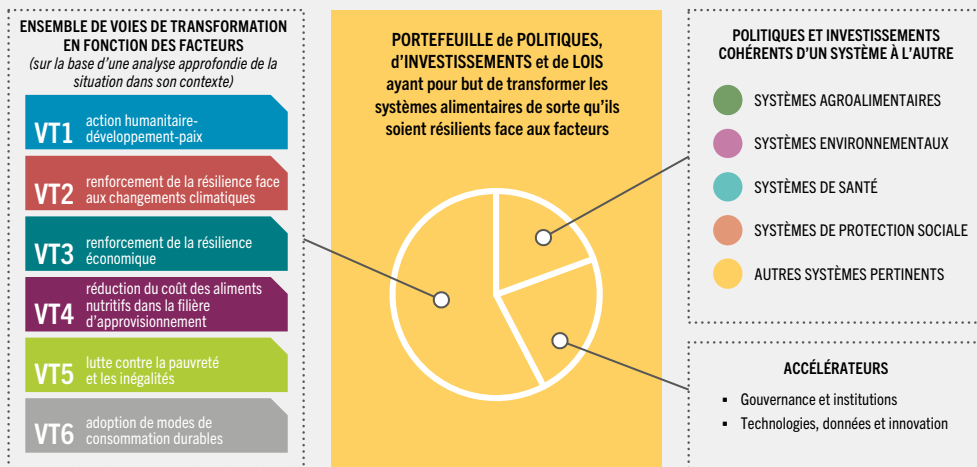 ENSEMBLE DE VOIES DE TRANSFORMATION
EN FONCTION DES FACTEURS
(sur la base d'une analyse approfondie de la
situation dans son contexte)
VT1 action humanitaire-
développement-paix
VT2 renforcement de la résilience face
aux changements climatiques
VT3 renforcement de la résilience
économique
VT4 réduction du coût des aliments
nutritifs dans la filière
d'approvisionnement
VT5 lutte contre la pauvreté
et les inégalités
VT6 adoption de modes de
consommation durables
PORTEFEUILLE de POLITIQUES,
d'INVESTISSEMENTS et de LOIS
ayant pour but de transformer les
systèmes alimentaires de sorte qu'ils
soient résilients face aux facteurs
POLITIQUES ET INVESTISSEMENTS
COHÉRENTS D'UN SYSTÈME À L'AUTRE
SYSTÈMES AGROALIMENTAIRES
SYSTÈMES ENVIRONNEMENTAUX
SYSTÈMES DE SANTÉ
SYSTÈMES DE PROTECTION SOCIALE
AUTRES SYSTÈMES PERTINENTS
ACCÉLÉRATEURS
▪ Gouvernance et institutions
▪ Technologies, données et innovation